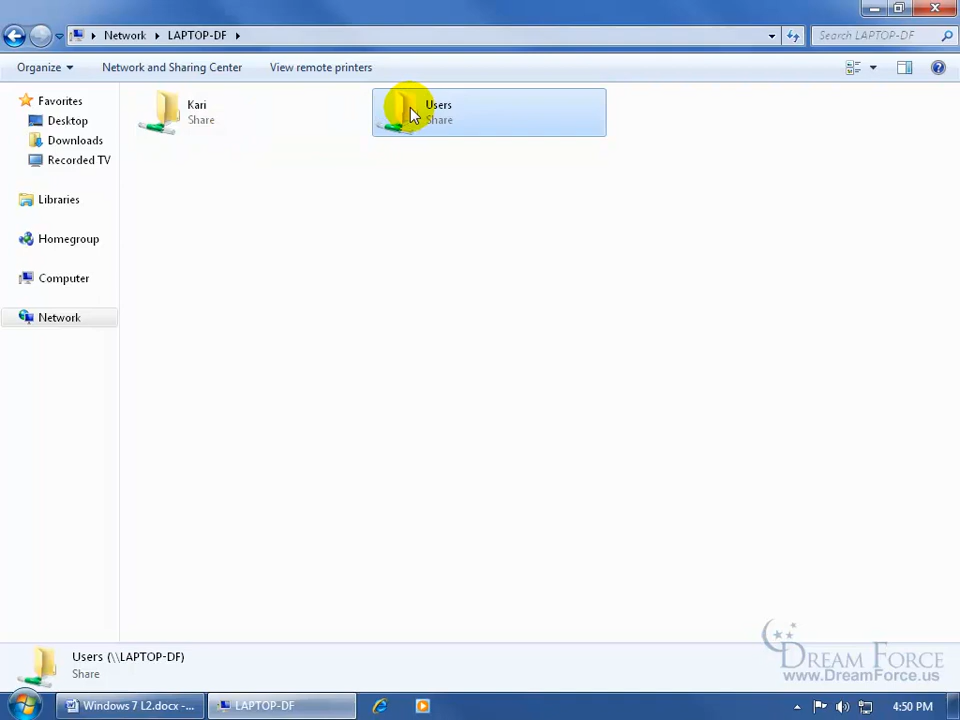 Network LAPTOP-DF Search LAPTOP-DF
Organize Network and Sharing Center View remote printers
Favorites
Desktop
Downloads
Recorded TV
Libraries
Homegroup
Computer
Network
Kari
Share
Users
Share
Users (\\LAPTOP-DF)
Share
DREAM FORCE
www.DreamForce.us
Windows 7 L2.docx -... LAPTOP-DF 4:50 PM